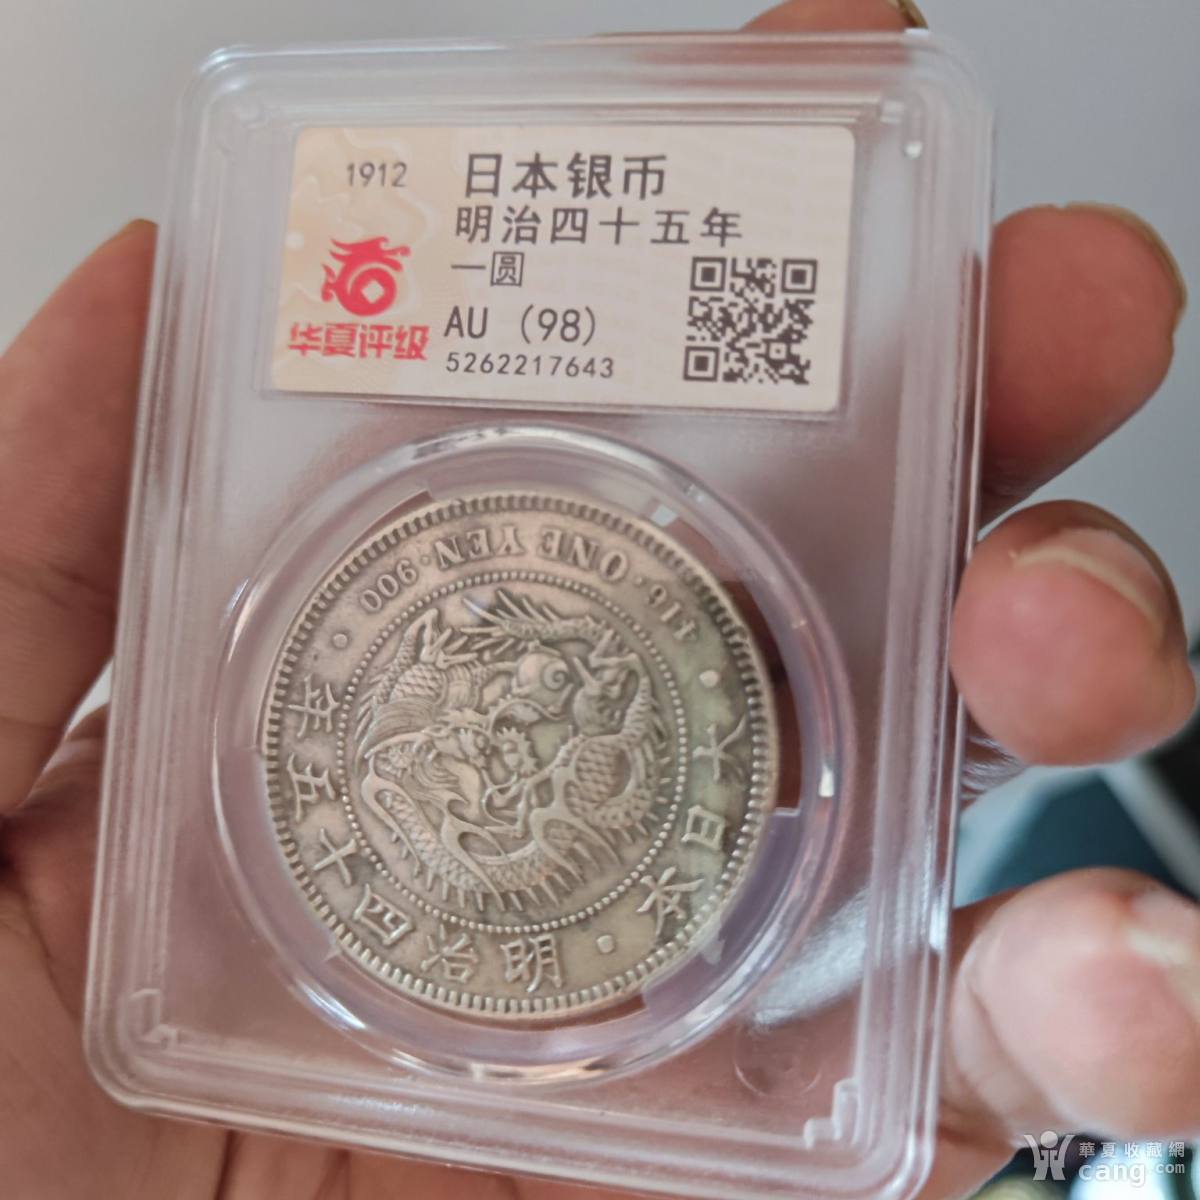 1912
日本银币
明治四十五年
一圆
AU (98)
5262217643
华夏评级
大日本・明治四十五年・
416・ONE YEN・900
華夏收藏網
cang.com